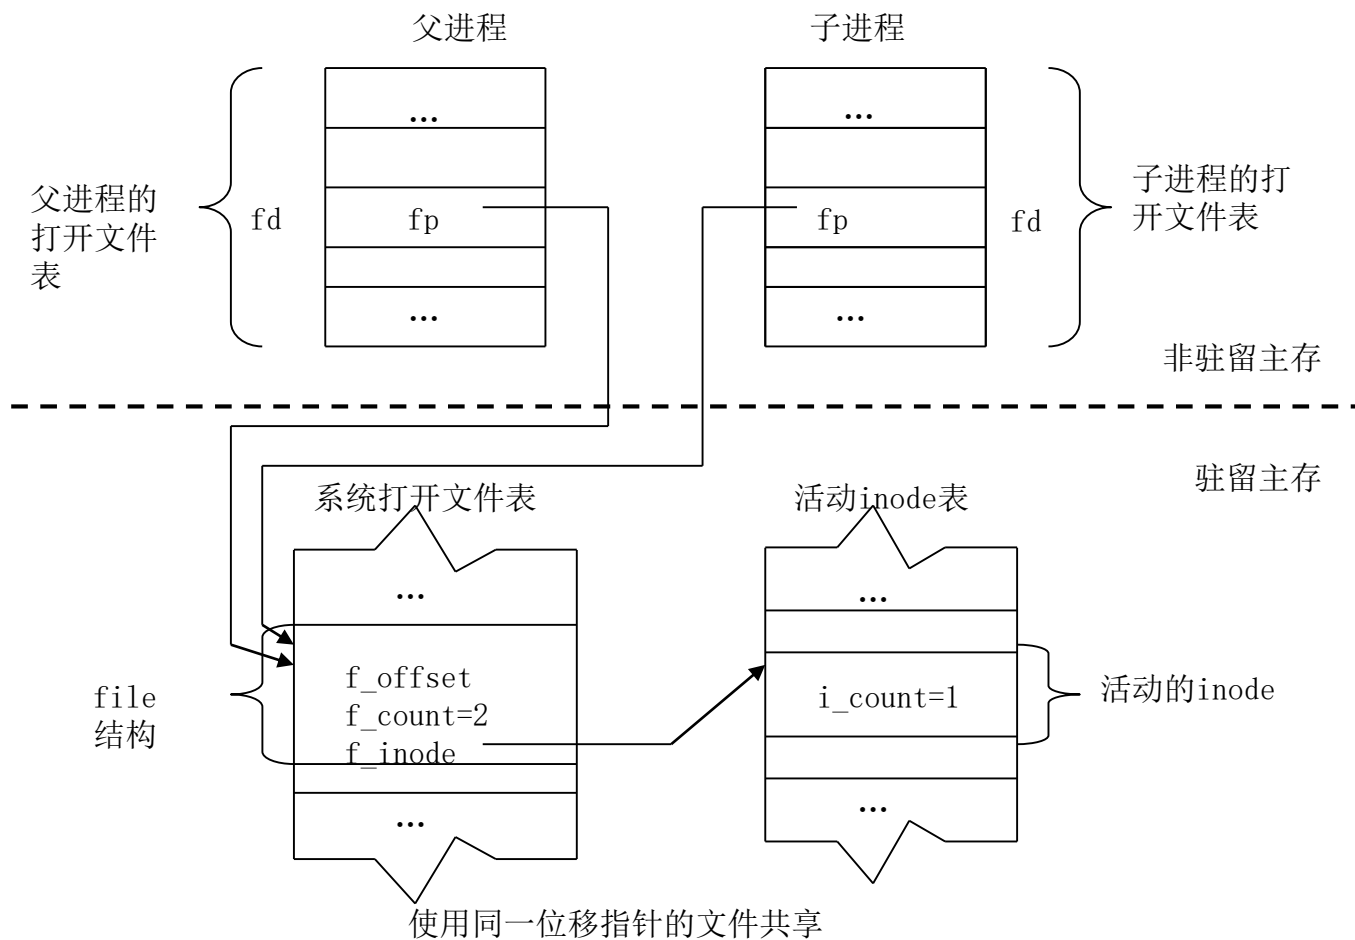 父进程
子进程
...
...
父进程的
打开文件
表
fd
fp
fp
fd
子进程的打
开文件表
...
...
非驻留主存
驻留主存
系统打开文件表
活动inode表
...
...
file
结构
f_offset
f_count=2
f_inode
i_count=1
活动的inode
...
...
使用同一位移指针的文件共享